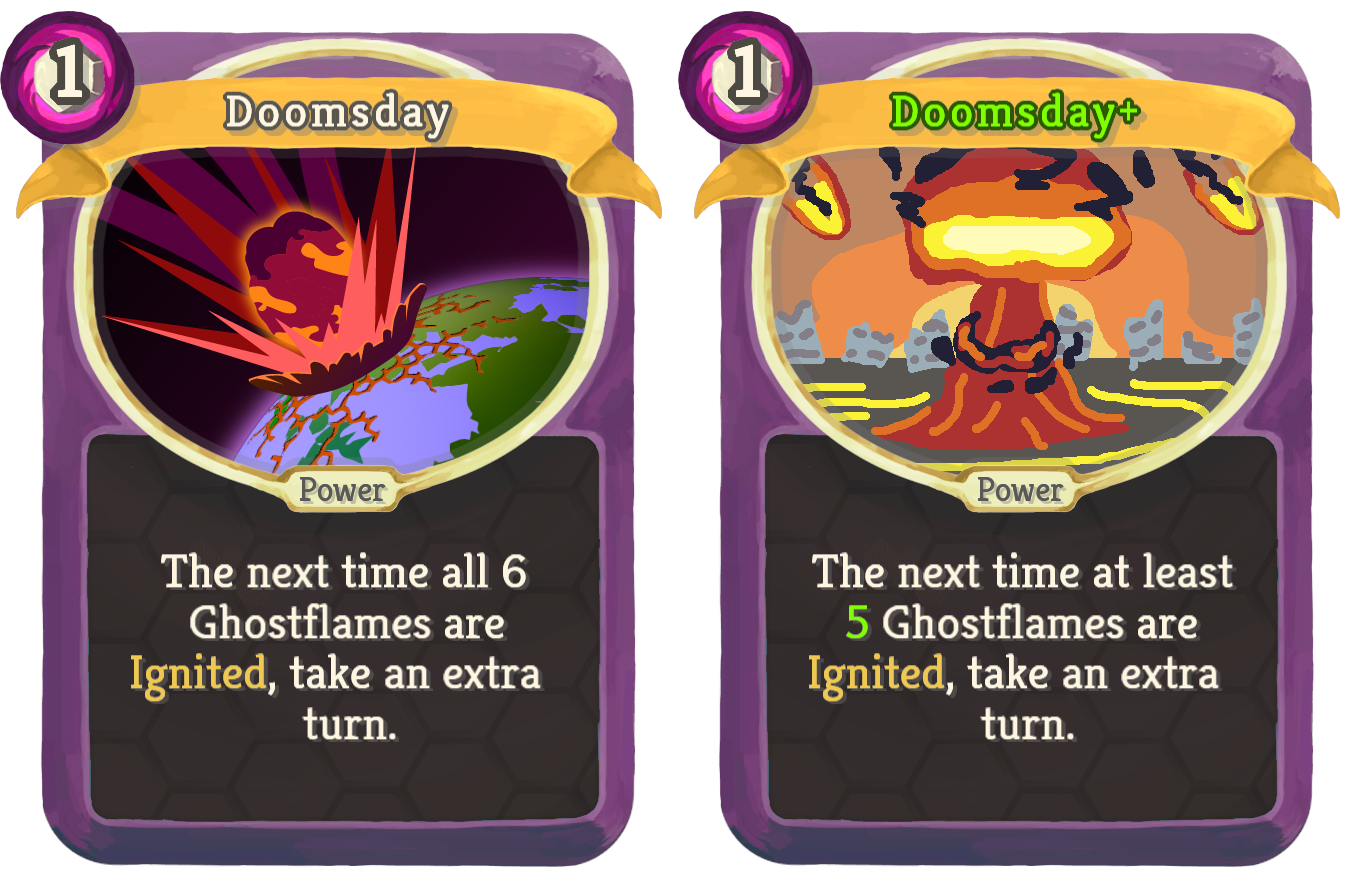 1
Doomsday
Power
The next time all 6
Ghostflames are
Ignited, take an extra
turn.
1
Doomsday+
Power
The next time at least
5 Ghostflames are
Ignited, take an extra
turn.